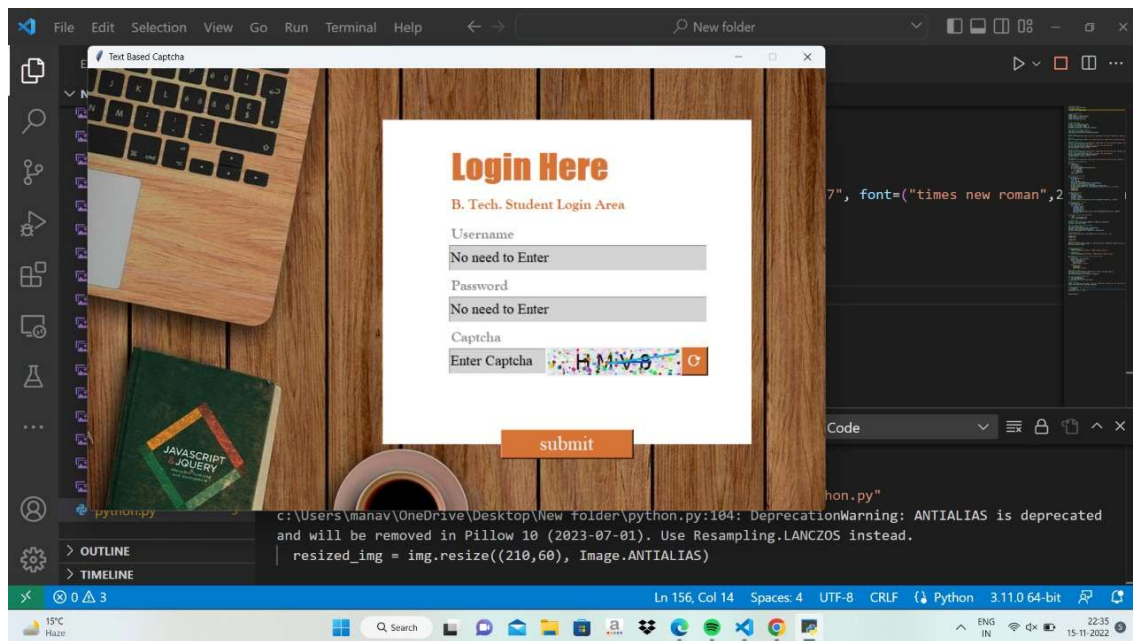 File Edit Selection View Go Run Terminal Help
New folder
Text Based Captcha
Login Here
B. Tech. Student Login Area
Username
No need to Enter
Password
No need to Enter
Captcha
Enter Captcha HMVB
submit
JAVASCRIPT
& JQUERY
7", font=("times new roman",2
Code
hon.py"
python.py 3
c:\Users\manav\OneDrive\Desktop\New folder\python.py:104: DeprecationWarning: ANTIALIAS is deprecated
and will be removed in Pillow 10 (2023-07-01). Use Resampling.LANCZOS instead.
resized_img = img.resize((210,60), Image.ANTIALIAS)
OUTLINE
TIMELINE
0 3 Ln 156, Col 14 Spaces: 4 UTF-8 CRLF Python 3.11.0 64-bit
15°C
Haze
Search
ENG
IN
22:35
15-11-2022